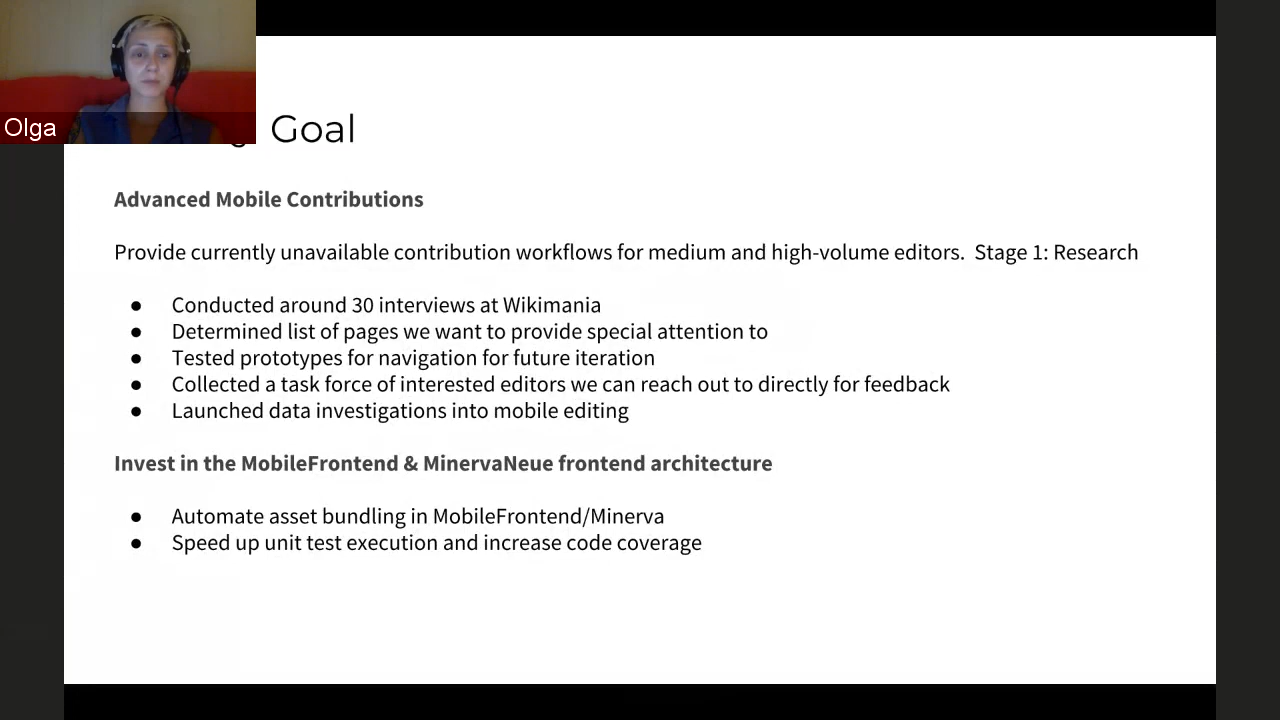 Olga
Goal
Advanced Mobile Contributions
Provide currently unavailable contribution workflows for medium and high-volume editors.  Stage 1: Research
● Conducted around 30 interviews at Wikimania
● Determined list of pages we want to provide special attention to
● Tested prototypes for navigation for future iteration
● Collected a task force of interested editors we can reach out to directly for feedback
● Launched data investigations into mobile editing
Invest in the MobileFrontend & MinervaNeue frontend architecture
● Automate asset bundling in MobileFrontend/Minerva
● Speed up unit test execution and increase code coverage